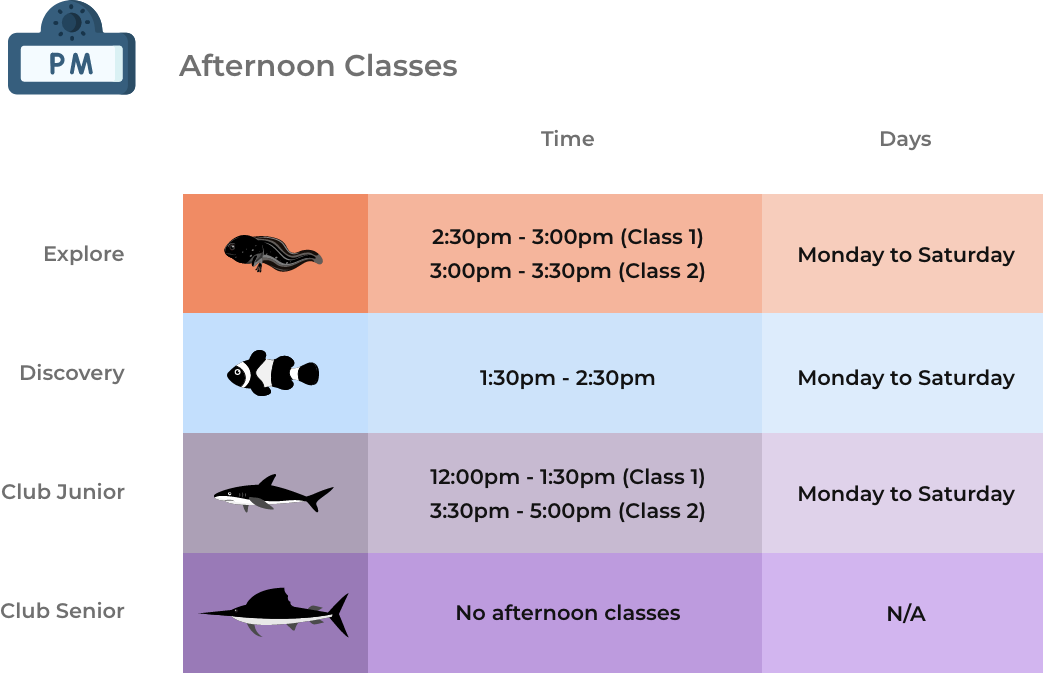 PM
Afternoon Classes
Time
Days
Explore
2:30pm - 3:00pm (Class 1)
3:00pm - 3:30pm (Class 2)
Monday to Saturday
Discovery
1:30pm - 2:30pm
Monday to Saturday
Club Junior
12:00pm - 1:30pm (Class 1)
3:30pm - 5:00pm (Class 2)
Monday to Saturday
Club Senior
No afternoon classes
N/A